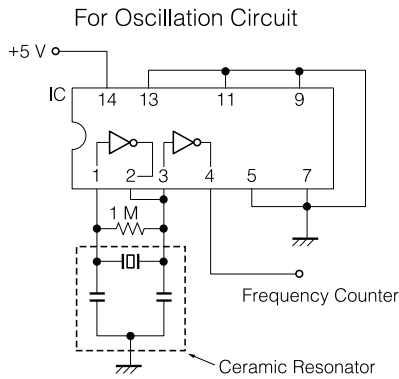 For Oscillation Circuit
+5 V
IC
14 13 11 9
1 2 3 4 5 7
1 M
Frequency Counter
Ceramic Resonator